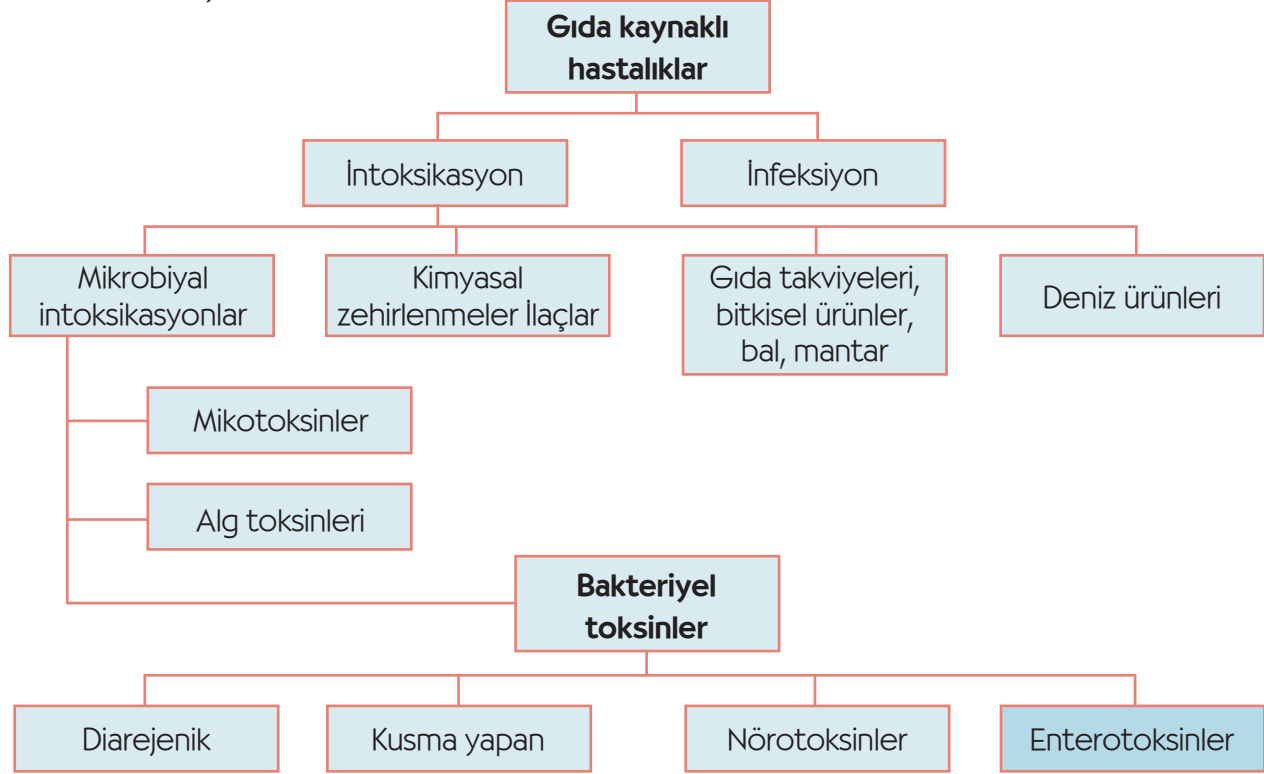 Gıda kaynaklı
hastalıklar
İntoksikasyon
İnfeksiyon
Mikrobiyal
intoksikasyonlar
Kimyasal
zehirlenmeler İlaçlar
Gıda takviyeleri,
bitkisel ürünler,
bal, mantar
Deniz ürünleri
Mikotoksinler
Alg toksinleri
Bakteriyel
toksinler
Diarejenik
Kusma yapan
Nörotoksinler
Enterotoksinler